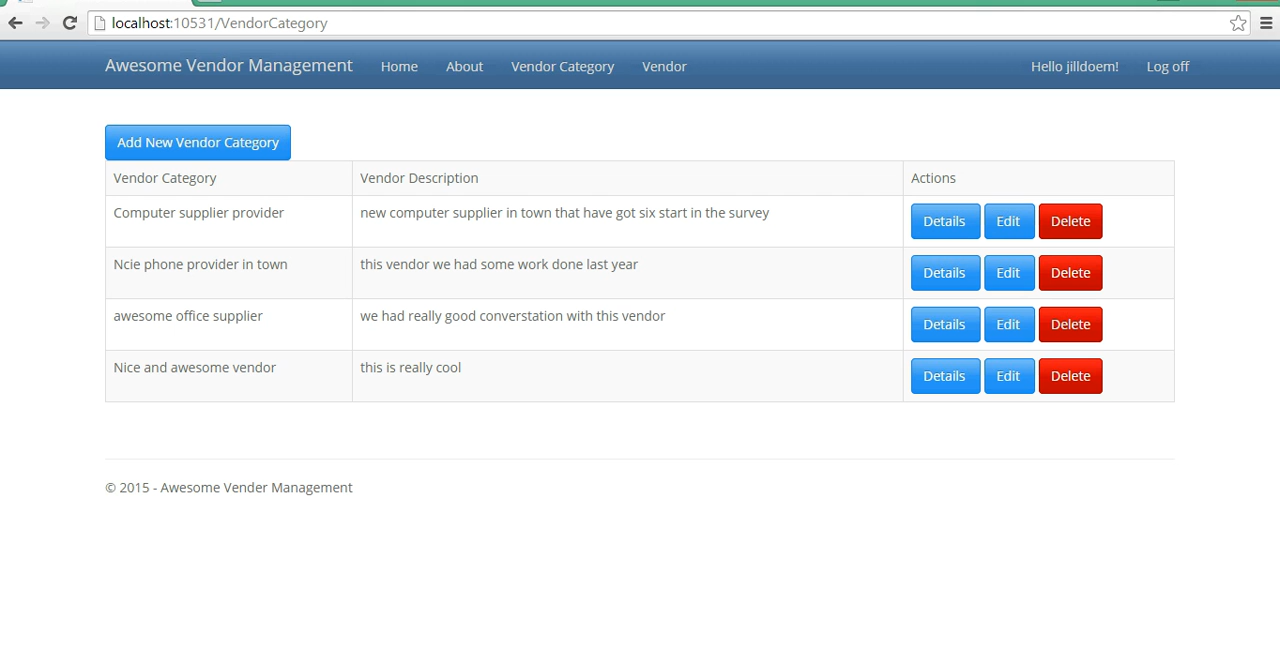 localhost:10531/VendorCategory
Awesome Vendor Management Home About Vendor Category Vendor Hello jilldoem! Log off
Add New Vendor Category
Vendor Category Vendor Description Actions
Computer supplier provider new computer supplier in town that have got six start in the survey Details Edit Delete
Ncie phone provider in town this vendor we had some work done last year Details Edit Delete
awesome office supplier we had really good converstation with this vendor Details Edit Delete
Nice and awesome vendor this is really cool Details Edit Delete
© 2015 - Awesome Vender Management